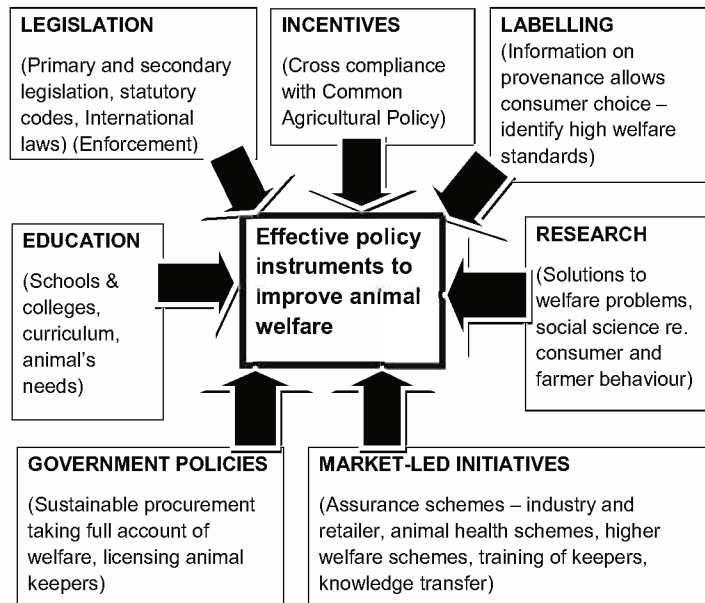 LEGISLATION
(Primary and secondary
legislation, statutory
codes, International
laws) (Enforcement)
INCENTIVES
(Cross compliance
with Common
Agricultural Policy)
LABELLING
(Information on
provenance allows
consumer choice –
identify high welfare
standards)
EDUCATION
(Schools &
colleges,
curriculum,
animal's
needs)
Effective policy
instruments to
improve animal
welfare
RESEARCH
(Solutions to
welfare problems,
social science re.
consumer and
farmer behaviour)
GOVERNMENT POLICIES
(Sustainable procurement
taking full account of
welfare, licensing animal
keepers)
MARKET-LED INITIATIVES
(Assurance schemes – industry and
retailer, animal health schemes, higher
welfare schemes, training of keepers,
knowledge transfer)